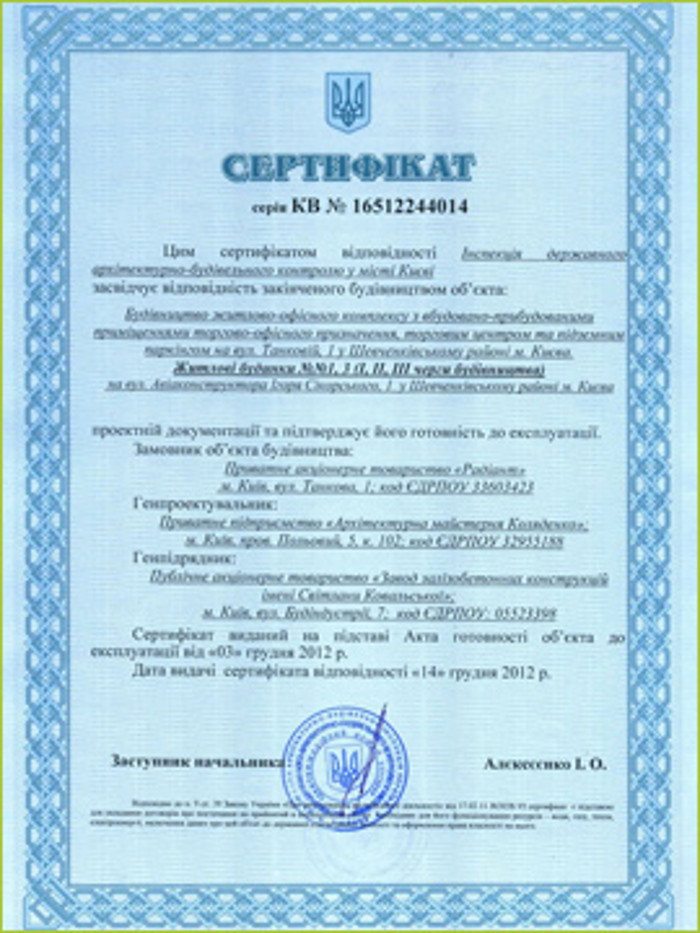 СЕРТИФІКАТ
серія КВ № 16512244014
Цим сертифікатом відповідності Інспекція державного
архітектурно-будівельного контролю у місті Києві
засвідчує відповідність закінченого будівництвом об'єкта:
Будівництво житлово-офісного комплексу з вбудовано-прибудованими
приміщеннями торгово-офісного призначення, торговим центром та підземним
паркінгом на вул. Танковій, 1 у Шевченківському районі м. Києва.
Житлові будинки №№1, 3 (І, ІІ, ІІІ черги будівництва)
на вул. Авіаконструктора Ігоря Сікорського, 1 у Шевченківському районі м. Києва
проектній документації та підтверджує його готовність до експлуатації.
Замовник об'єкта будівництва:
Приватне акціонерне товариство «Радіант»
м. Київ, вул. Танкова, 1; код ЄДРПОУ 33603423
Генпроектувальник:
Приватне підприємство «Архітектурна майстерня Коляденко»;
м. Київ, пров. Польовий, 5, к. 102; код ЄДРПОУ 32955188
Генпідрядник:
Публічне акціонерне товариство «Завод залізобетонних конструкцій
імені Світлани Ковальської»;
м. Київ, вул. Будіндустрії, 7; код ЄДРПОУ: 05523398
Сертифікат виданий на підставі Акта готовності об'єкта до
експлуатації від «03» грудня 2012 р.
Дата видачі сертифіката відповідності «14» грудня 2012 р.
Заступник начальника
Алєксєєнко І. О.